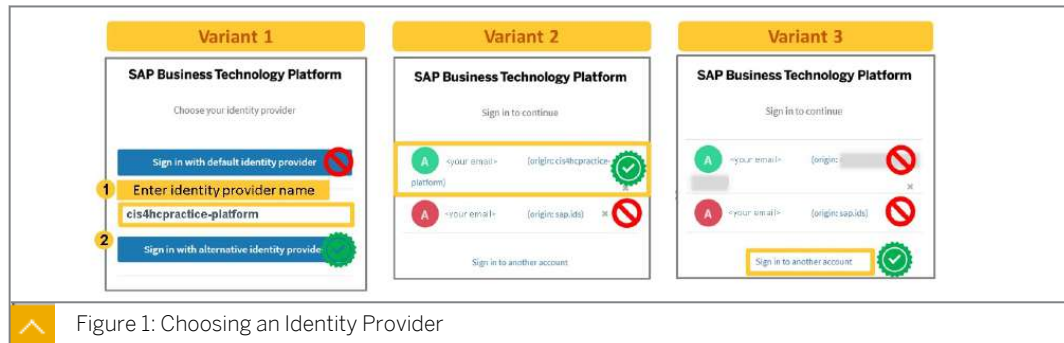 Variant 1
SAP Business Technology Platform
Choose your identity provider
Sign in with default identity provider
1 Enter identity provider name
cis4hcpractice-platform
2 Sign in with alternative identity provide
Variant 2
SAP Business Technology Platform
Sign in to continue
A <your email> (origin: cis4hcpractice-
platform)
×
A <your email> (origin: sap.ids) ×
Sign in to another account
Variant 3
SAP Business Technology Platform
Sign in to continue
A <your email> (origin:
×
A <your email> (origin: sap.ids)
Sign in to another account
Figure 1: Choosing an Identity Provider